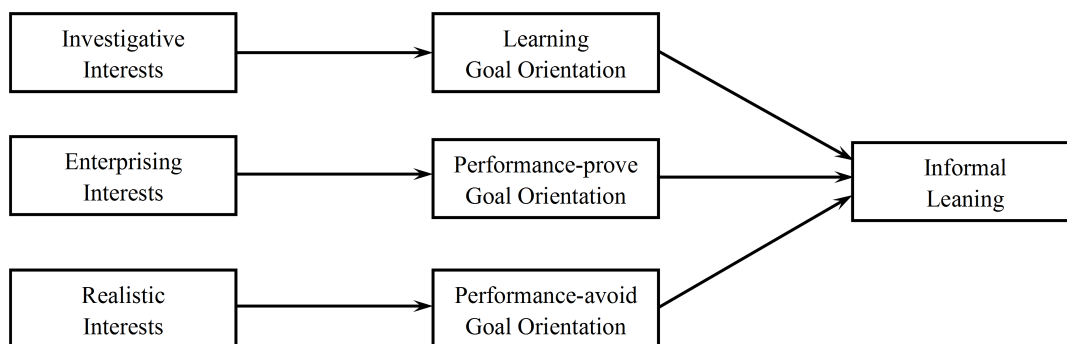 Investigative
Interests
Learning
Goal Orientation
Enterprising
Interests
Performance-prove
Goal Orientation
Informal
Leaning
Realistic
Interests
Performance-avoid
Goal Orientation